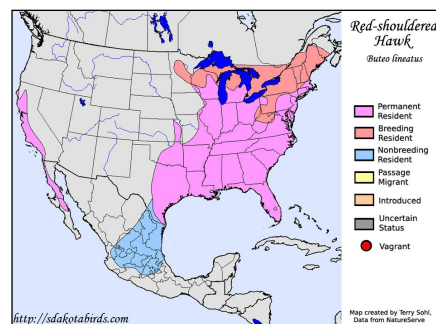 Red-shouldered
Hawk
Buteo lineatus
Permanent
Resident
Breeding
Resident
Nonbreeding
Resident
Passage
Migrant
Introduced
Uncertain
Status
Vagrant
Map created by Terry Sohl,
Data from NatureServe
http://sdakotabirds.com